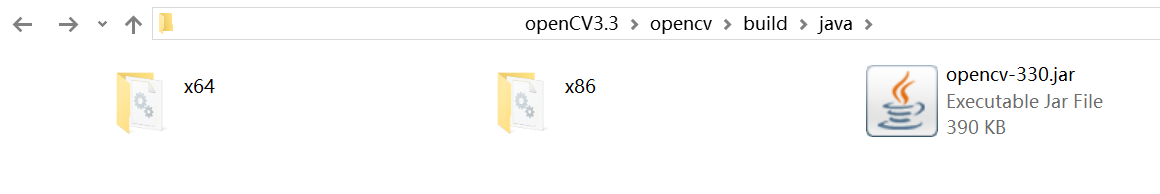 openCV3.3 > opencv > build > java >
x64
x86
opencv-330.jar
Executable Jar File
390 KB